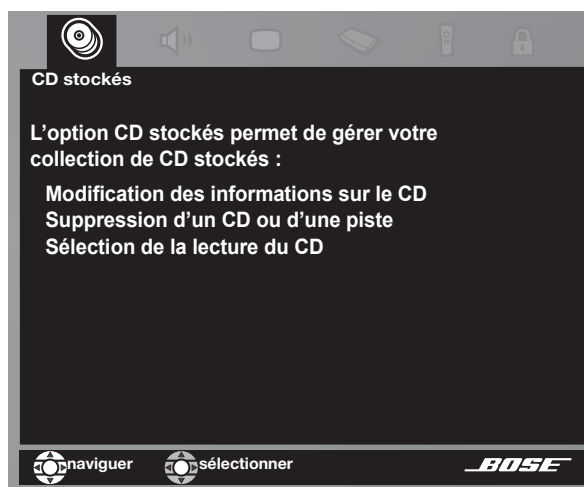 CD stockés
L'option CD stockés permet de gérer votre
collection de CD stockés :
Modification des informations sur le CD
Suppression d'un CD ou d'une piste
Sélection de la lecture du CD
naviguer sélectionner BOSE